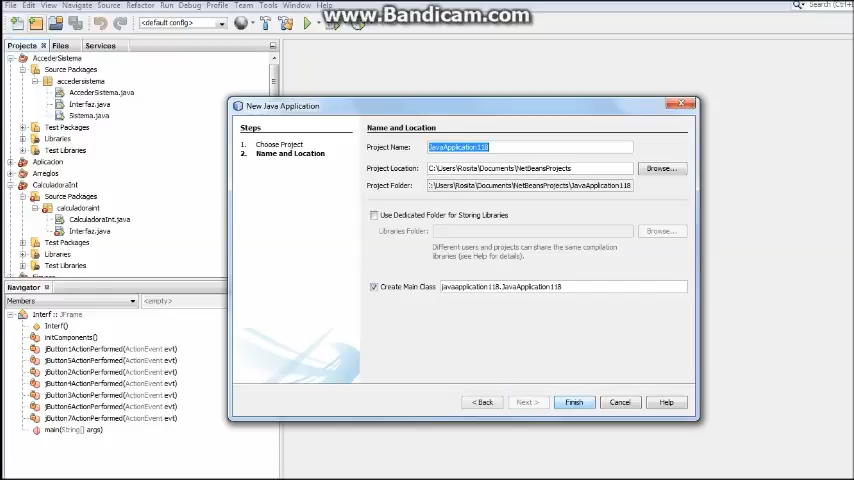 File Edit View Navigate Source Refactor Run Debug Profile Team Tools Window Help
www.Bandicam.com
<default config>
Projects Files Services
AccederSistema
Source Packages
accedersistema
AccederSistema.java
Interfaz.java
Sistema.java
Test Packages
Libraries
Test Libraries
Aplicacion
Arreglos
CalculadoraInt
Source Packages
calculadoraint
CalculadoraInt.java
Interfaz.java
Test Packages
Libraries
Test Libraries
Navigator
Members <empty>
Interf :: JFrame
Interf()
initComponents()
jButton1ActionPerformed(ActionEvent evt)
jButton5ActionPerformed(ActionEvent evt)
jButton2ActionPerformed(ActionEvent evt)
jButton4ActionPerformed(ActionEvent evt)
jButton3ActionPerformed(ActionEvent evt)
jButton6ActionPerformed(ActionEvent evt)
jButton7ActionPerformed(ActionEvent evt)
main(String[] args)
New Java Application
Steps
1. Choose Project
2. Name and Location
Name and Location
Project Name: JavaApplication118
Project Location: C:\Users\Rosita\Documents\NetBeansProjects Browse...
Project Folder: :\Users\Rosita\Documents\NetBeansProjects\JavaApplication118
Use Dedicated Folder for Storing Libraries
Libraries Folder: Browse...
Different users and projects can share the same compilation
libraries (see Help for details).
Create Main Class javaapplication118.JavaApplication118
< Back Next > Finish Cancel Help